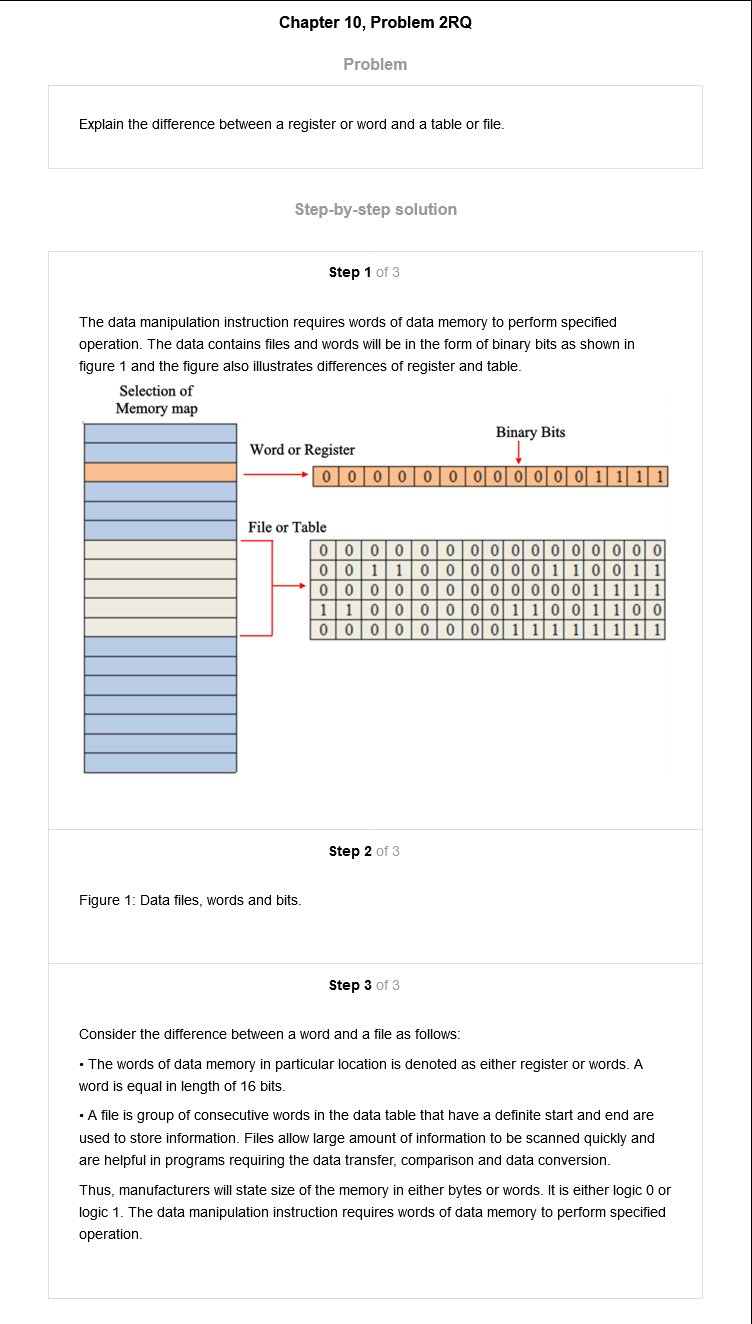 Chapter 10, Problem 2RQ
Problem
Explain the difference between a register or word and a table or file.
Step-by-step solution
Step 1 of 3
The data manipulation instruction requires words of data memory to perform specified
operation. The data contains files and words will be in the form of binary bits as shown in
figure 1 and the figure also illustrates differences of register and table.
Selection of
Memory map
Binary Bits
Word or Register
0 0 0 0 0 0 0 0 0 0 0 0 1 1 1 1
File or Table
0 0 0 0 0 0 0 0 0 0 0 0 0 0 0 0
0 0 1 1 0 0 0 0 0 0 1 1 0 0 1 1
0 0 0 0 0 0 0 0 0 0 0 0 1 1 1 1
1 1 0 0 0 0 0 0 1 1 0 0 1 1 0 0
0 0 0 0 0 0 0 0 1 1 1 1 1 1 1 1
Step 2 of 3
Figure 1: Data files, words and bits.
Step 3 of 3
Consider the difference between a word and a file as follows:
• The words of data memory in particular location is denoted as either register or words. A
word is equal in length of 16 bits.
• A file is group of consecutive words in the data table that have a definite start and end are
used to store information. Files allow large amount of information to be scanned quickly and
are helpful in programs requiring the data transfer, comparison and data conversion.
Thus, manufacturers will state size of the memory in either bytes or words. It is either logic 0 or
logic 1. The data manipulation instruction requires words of data memory to perform specified
operation.